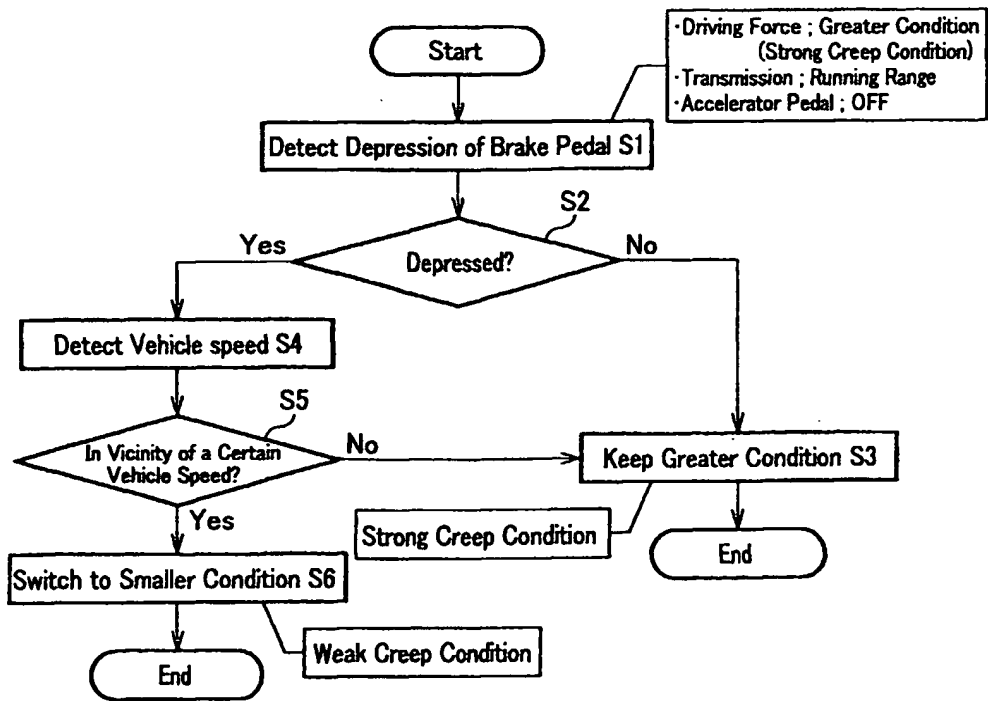 Start
·Driving Force ; Greater Condition
(Strong Creep Condition)
·Transmission ; Running Range
·Accelerator Pedal ; OFF
Detect Depression of Brake Pedal S1
S2
Yes
Depressed?
No
Detect Vehicle speed S4
S5
In Vicinity of a Certain
Vehicle Speed?
No
Keep Greater Condition S3
Yes
Strong Creep Condition
End
Switch to Smaller Condition S6
Weak Creep Condition
End